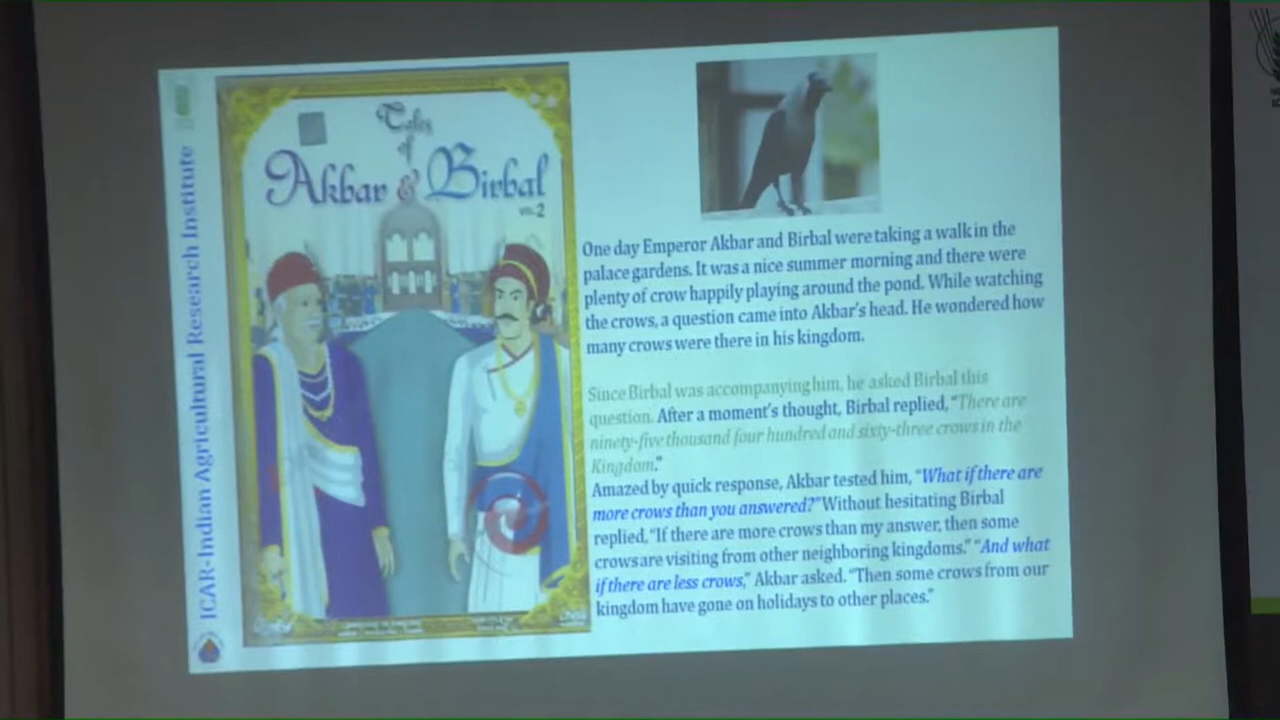 ICAR-Indian Agricultural Research Institute
Tales
of
Akbar & Birbal
VOL.2
One day Emperor Akbar and Birbal were taking a walk in the
palace gardens. It was a nice summer morning and there were
plenty of crow happily playing around the pond. While watching
the crows, a question came into Akbar's head. He wondered how
many crows were there in his kingdom.
Since Birbal was accompanying him, he asked Birbal this
question. After a moment's thought, Birbal replied, “There are
ninety-five thousand four hundred and sixty-three crows in the
Kingdom.”
Amazed by quick response, Akbar tested him, “What if there are
more crows than you answered?” Without hesitating Birbal
replied, “If there are more crows than my answer, then some
crows are visiting from other neighboring kingdoms.” “And what
if there are less crows,” Akbar asked. “Then some crows from our
kingdom have gone on holidays to other places.”